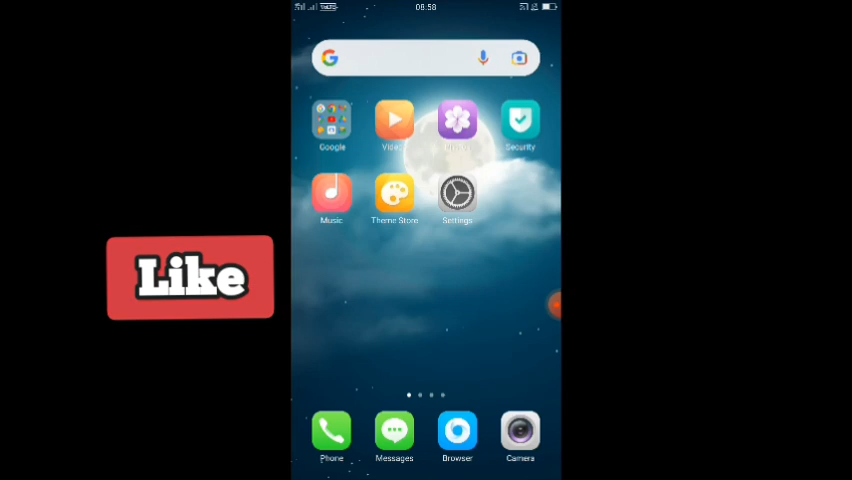 08:58
G
Google
Video
Security
Music
Theme Store
Settings
Like
Phone
Messages
Browser
Camera